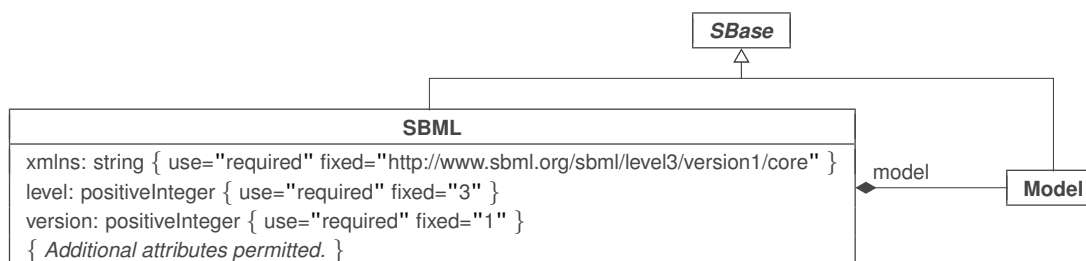 SBase
SBML
xmlns: string { use="required" fixed="http://www.sbml.org/sbml/level3/version1/core" }
level: positiveInteger { use="required" fixed="3" }
version: positiveInteger { use="required" fixed="1" }
{ Additional attributes permitted. }
model
Model